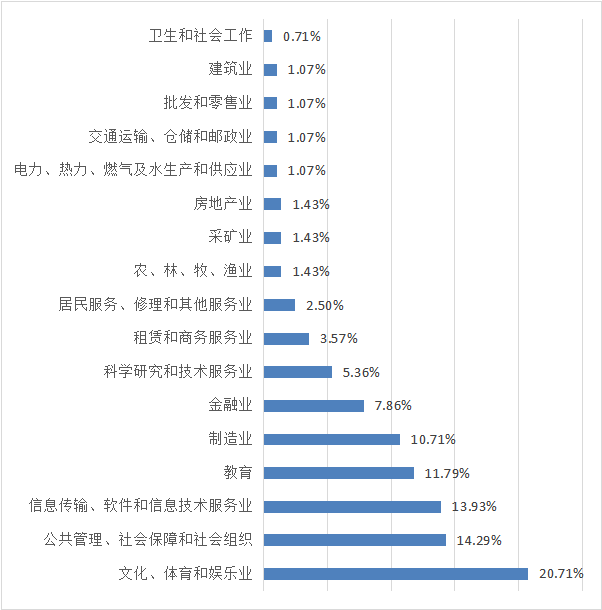 卫生和社会工作 0.71%
建筑业 1.07%
批发和零售业 1.07%
交通运输、仓储和邮政业 1.07%
电力、热力、燃气及水生产和供应业 1.07%
房地产业 1.43%
采矿业 1.43%
农、林、牧、渔业 1.43%
居民服务、修理和其他服务业 2.50%
租赁和商务服务业 3.57%
科学研究和技术服务业 5.36%
金融业 7.86%
制造业 10.71%
教育 11.79%
信息传输、软件和信息技术服务业 13.93%
公共管理、社会保障和社会组织 14.29%
文化、体育和娱乐业 20.71%